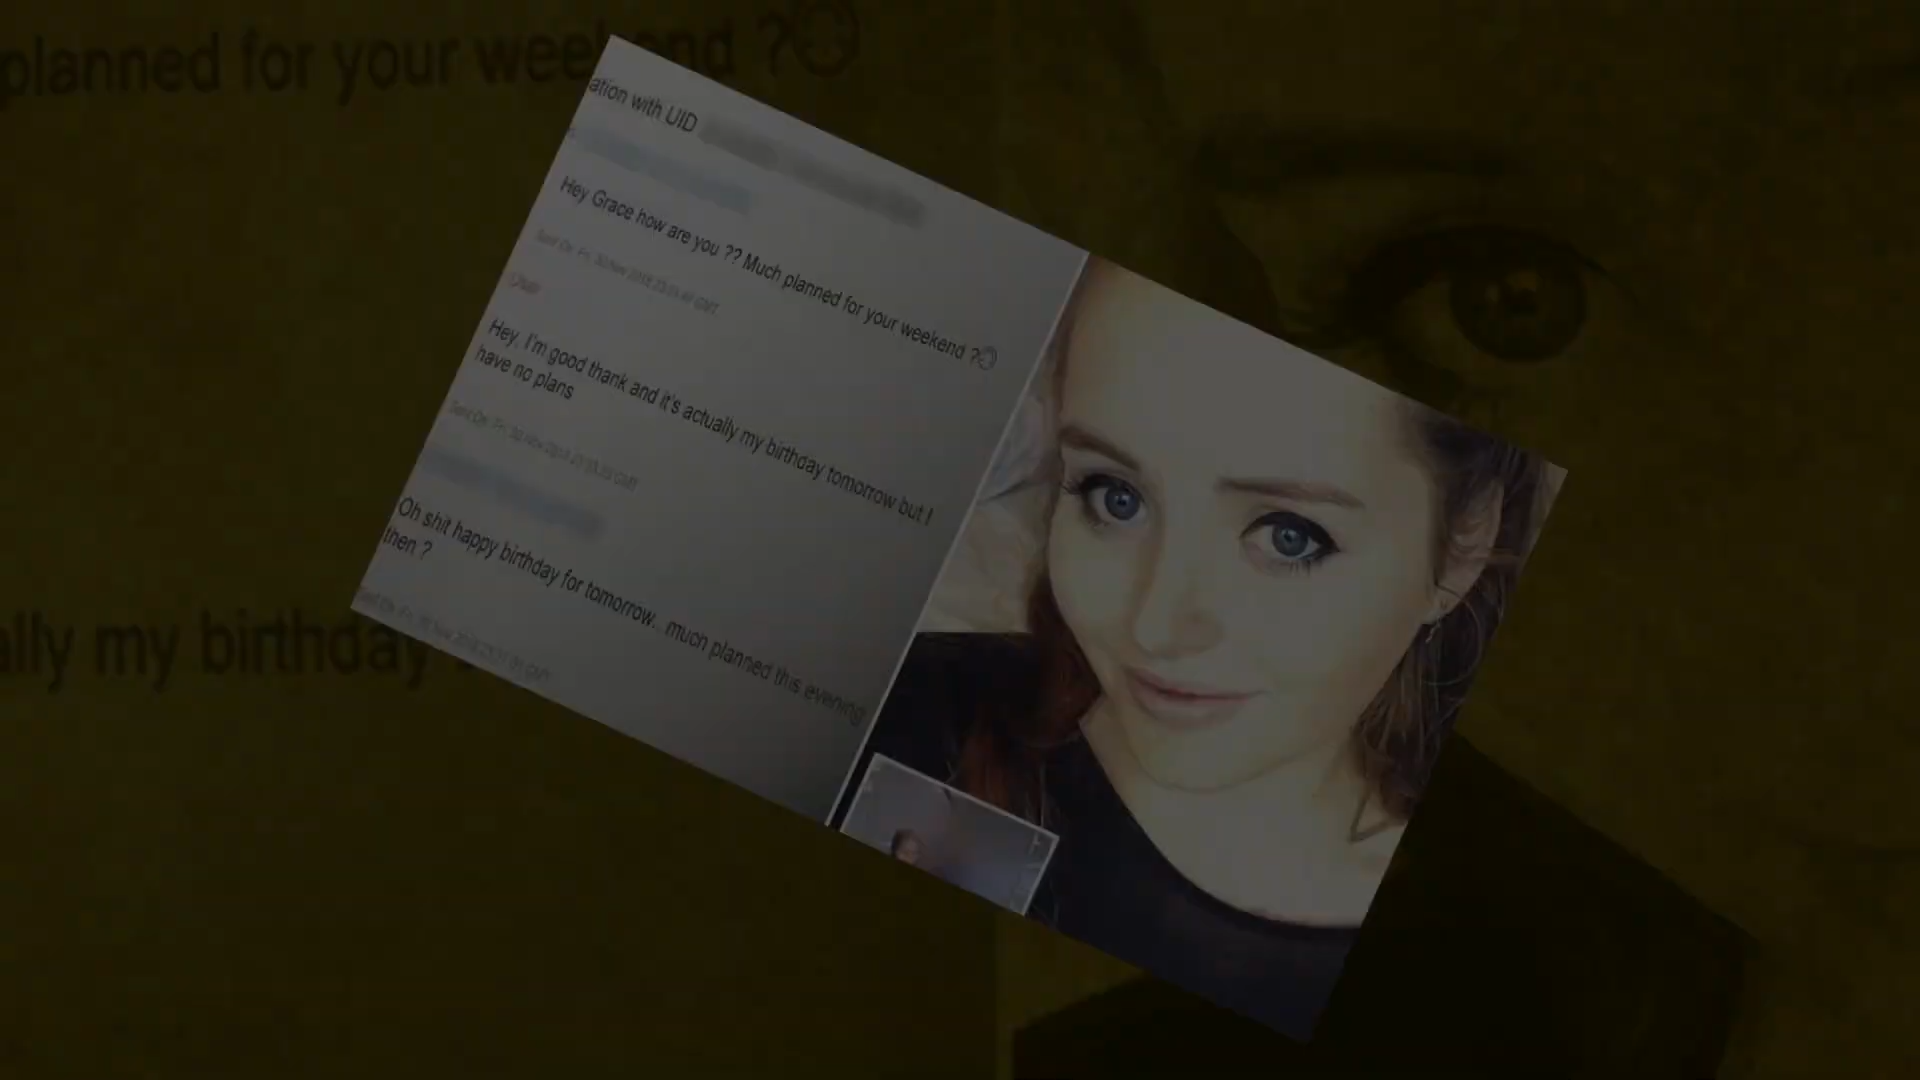 planned for your weekend ?
ation with UID
Hey Grace how are you ?? Much planned for your weekend ?
User
Hey, I'm good thank and it's actually my birthday tomorrow but I
have no plans
Oh shit happy birthday for tomorrow.. much planned this evening
then ?
ally my birthday